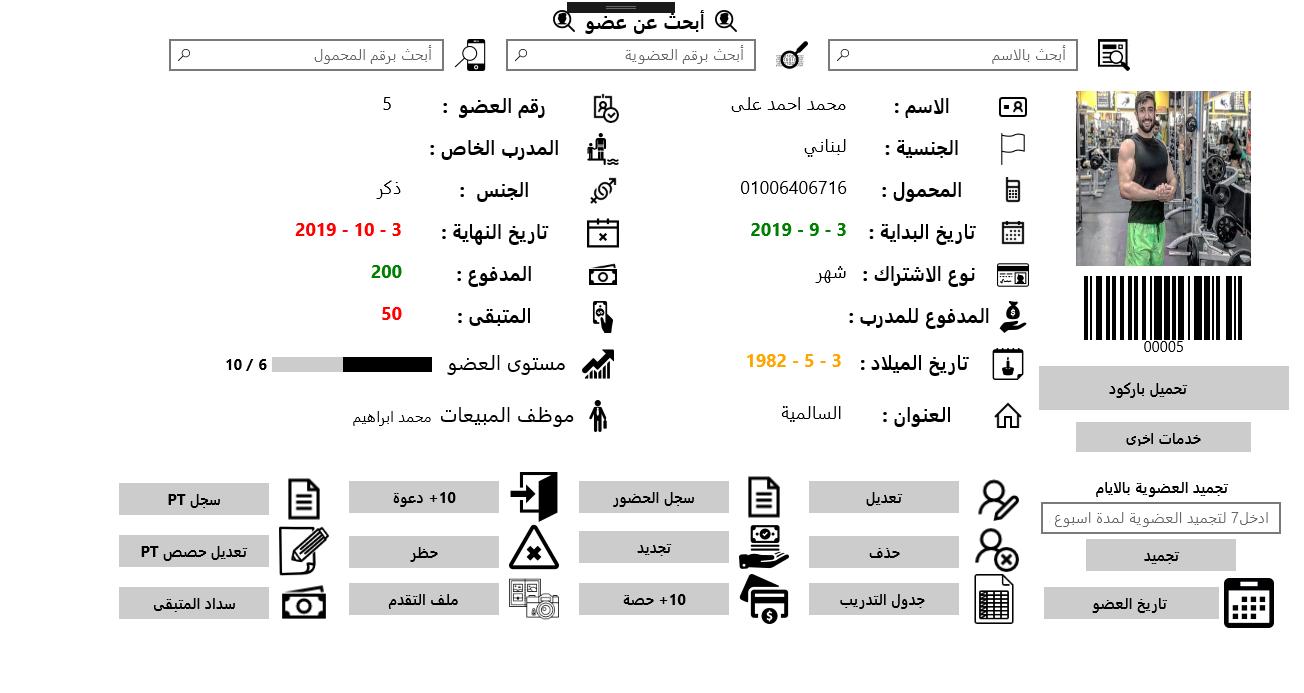 أبحث عن عضو
أبحث بالاسم
أبحث برقم العضوية
أبحث برقم المحمول
الاسم : محمد احمد على
رقم العضو : 5
الجنسية : لبناني
المدرب الخاص :
المحمول : 01006406716
الجنس : ذكر
تاريخ البداية : 3 - 9 - 2019
تاريخ النهاية : 3 - 10 - 2019
نوع الاشتراك : شهر
المدفوع : 200
المدفوع للمدرب :
المتبقى : 50
تاريخ الميلاد : 3 - 5 - 1982
مستوى العضو 6 / 10
العنوان : السالمية
موظف المبيعات محمد ابراهيم
00005
تحميل باركود
خدمات اخرى
تجميد العضوية بالايام
ادخل7 لتجميد العضوية لمدة اسبوع
تجميد
تاريخ العضو
تعديل
سجل الحضور
10+ دعوة
سجل PT
حذف
تجديد
حظر
تعديل حصص PT
جدول التدريب
10+ حصة
ملف التقدم
سداد المتبقى